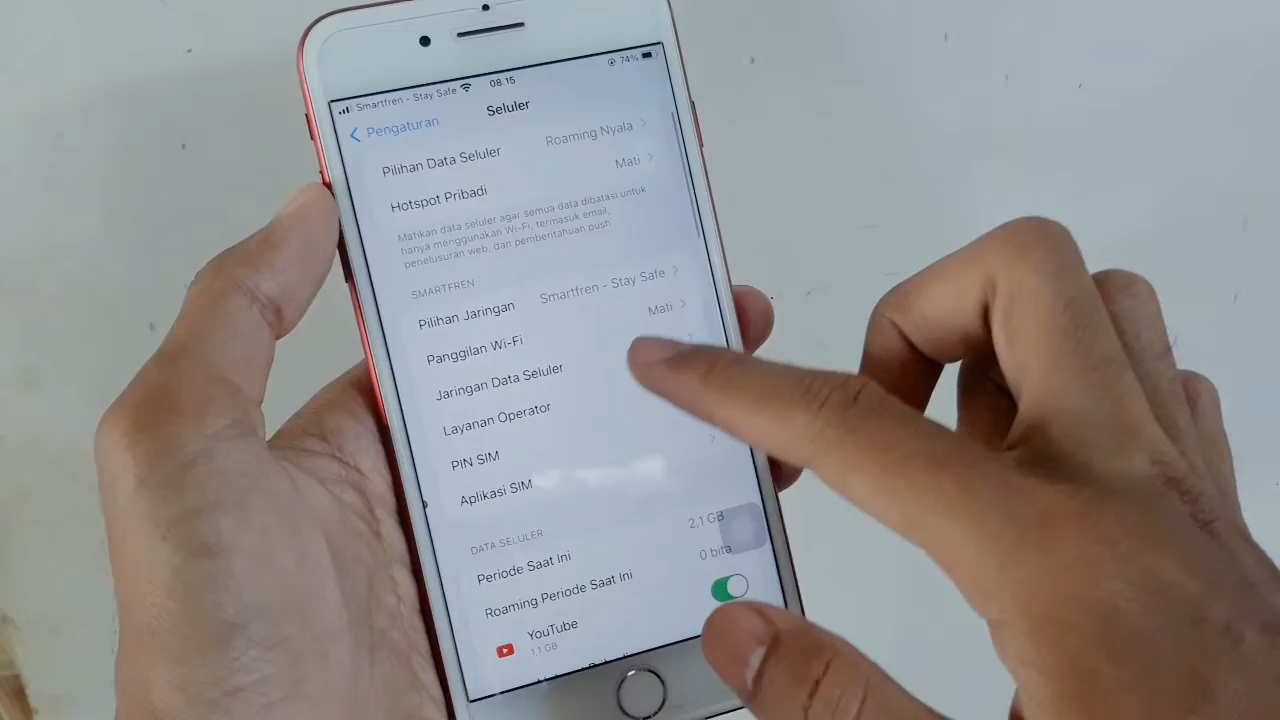 Smartfren - Stay Safe 08.15 74%
Pengaturan Seluler
Pilihan Data Seluler Roaming Nyala
Hotspot Pribadi Mati
Matikan data seluler agar semua data dibatasi untuk
hanya menggunakan Wi-Fi, termasuk email,
penelusuran web, dan pemberitahuan push
SMARTFREN
Pilihan Jaringan Smartfren - Stay Safe
Panggilan Wi-Fi Mati
Jaringan Data Seluler
Layanan Operator
PIN SIM
Aplikasi SIM
DATA SELULER
Periode Saat Ini 2,1 GB
Roaming Periode Saat Ini 0 bita
YouTube
1,1 GB